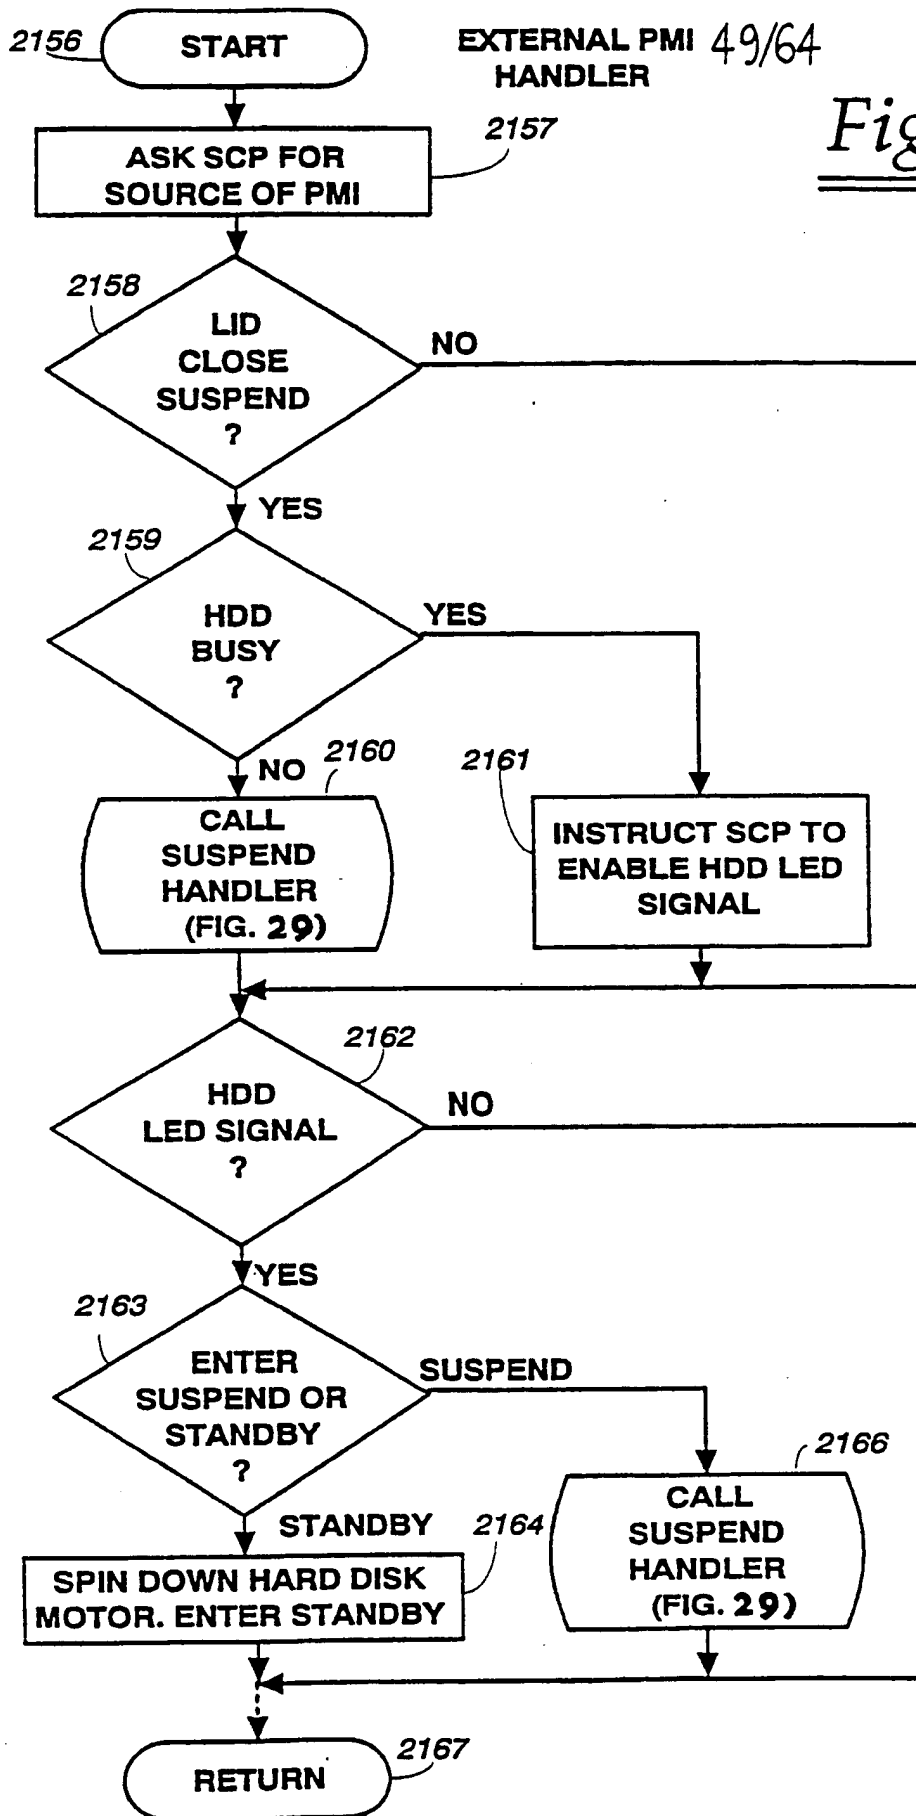 2156
START
EXTERNAL PMI
HANDLER
49/64
Fig
2157
ASK SCP FOR
SOURCE OF PMI
2158
LID
CLOSE
SUSPEND
?
NO
YES
2159
HDD
BUSY
?
YES
NO
2160
CALL
SUSPEND
HANDLER
(FIG. 29)
2161
INSTRUCT SCP TO
ENABLE HDD LED
SIGNAL
2162
HDD
LED SIGNAL
?
NO
YES
2163
ENTER
SUSPEND OR
STANDBY
?
SUSPEND
STANDBY
2164
SPIN DOWN HARD DISK
MOTOR. ENTER STANDBY
2166
CALL
SUSPEND
HANDLER
(FIG. 29)
RETURN
2167